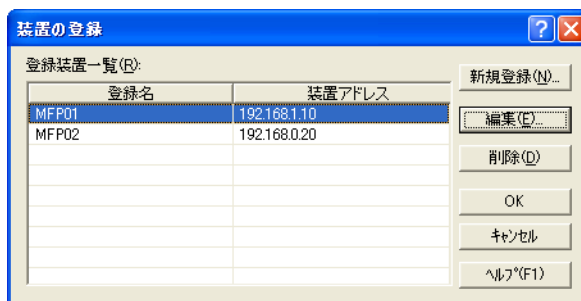 装置の登録
登録装置一覧(R):
登録名 装置アドレス
MFP01 192.168.1.10
MFP02 192.168.0.20
新規登録(N)...
編集(E)...
削除(D)
OK
ｷｬﾝｾﾙ
ﾍﾙﾌﾟ(F1)